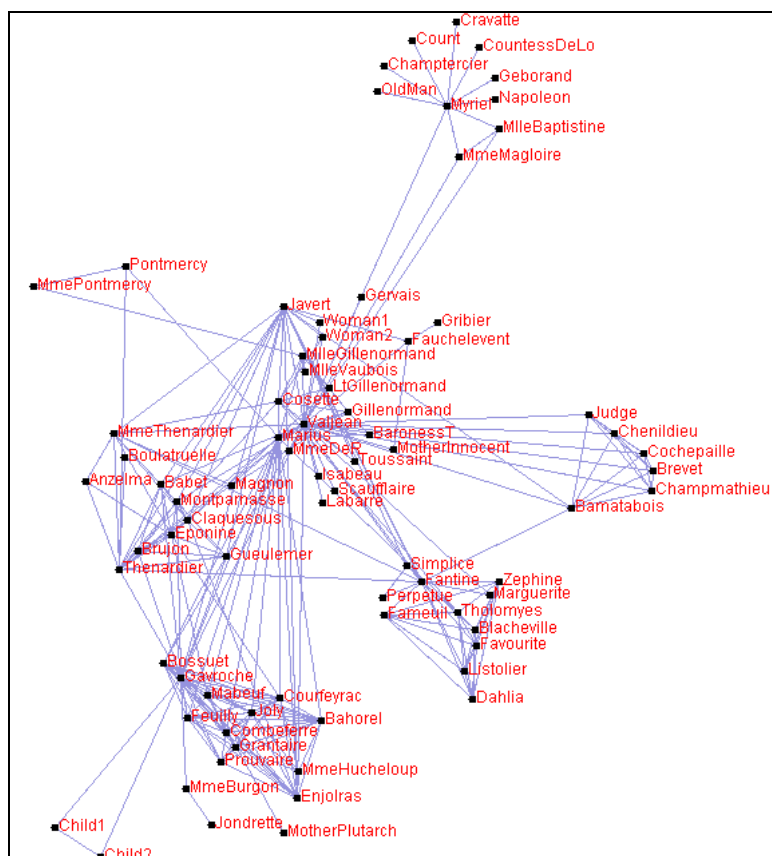 Cravatte
Count
CountessDeLo
Champtercier
Geborand
OldMan
Napoleon
Myriel
MlleBaptistine
MmeMagloire
Pontmercy
MmePontmercy
Gervais
Javert
Woman1
Gribier
Woman2
Fauchelevent
MlleGillenormand
MlleVaubois
LtGillenormand
Cosette
Gillenormand
Judge
Valjean
MmeThenardier
BaronessT
Chenildieu
Marius
MotherInnocent
MmeDeR
Cochepaille
Boulatruelle
Toussaint
Brevet
Isabeau
Anzelma
Babet
Magnon
Champmathieu
Scaufflaire
Montparnasse
Labarre
Bamatabois
Claquesous
Eponine
Brujon
Gueulemer
Simplice
Thenardier
Fantine
Zephine
Marguerite
Perpetue
Tholomyes
Fameuil
Blacheville
Favourite
Bossuet
Listolier
Gavroche
Mabeuf
Courfeyrac
Dahlia
Joly
Feuilly
Bahorel
Combeferre
Grantaire
Prouvaire
MmeHucheloup
MmeBurgon
Enjolras
Jondrette
Child1
MotherPlutarch
Child2